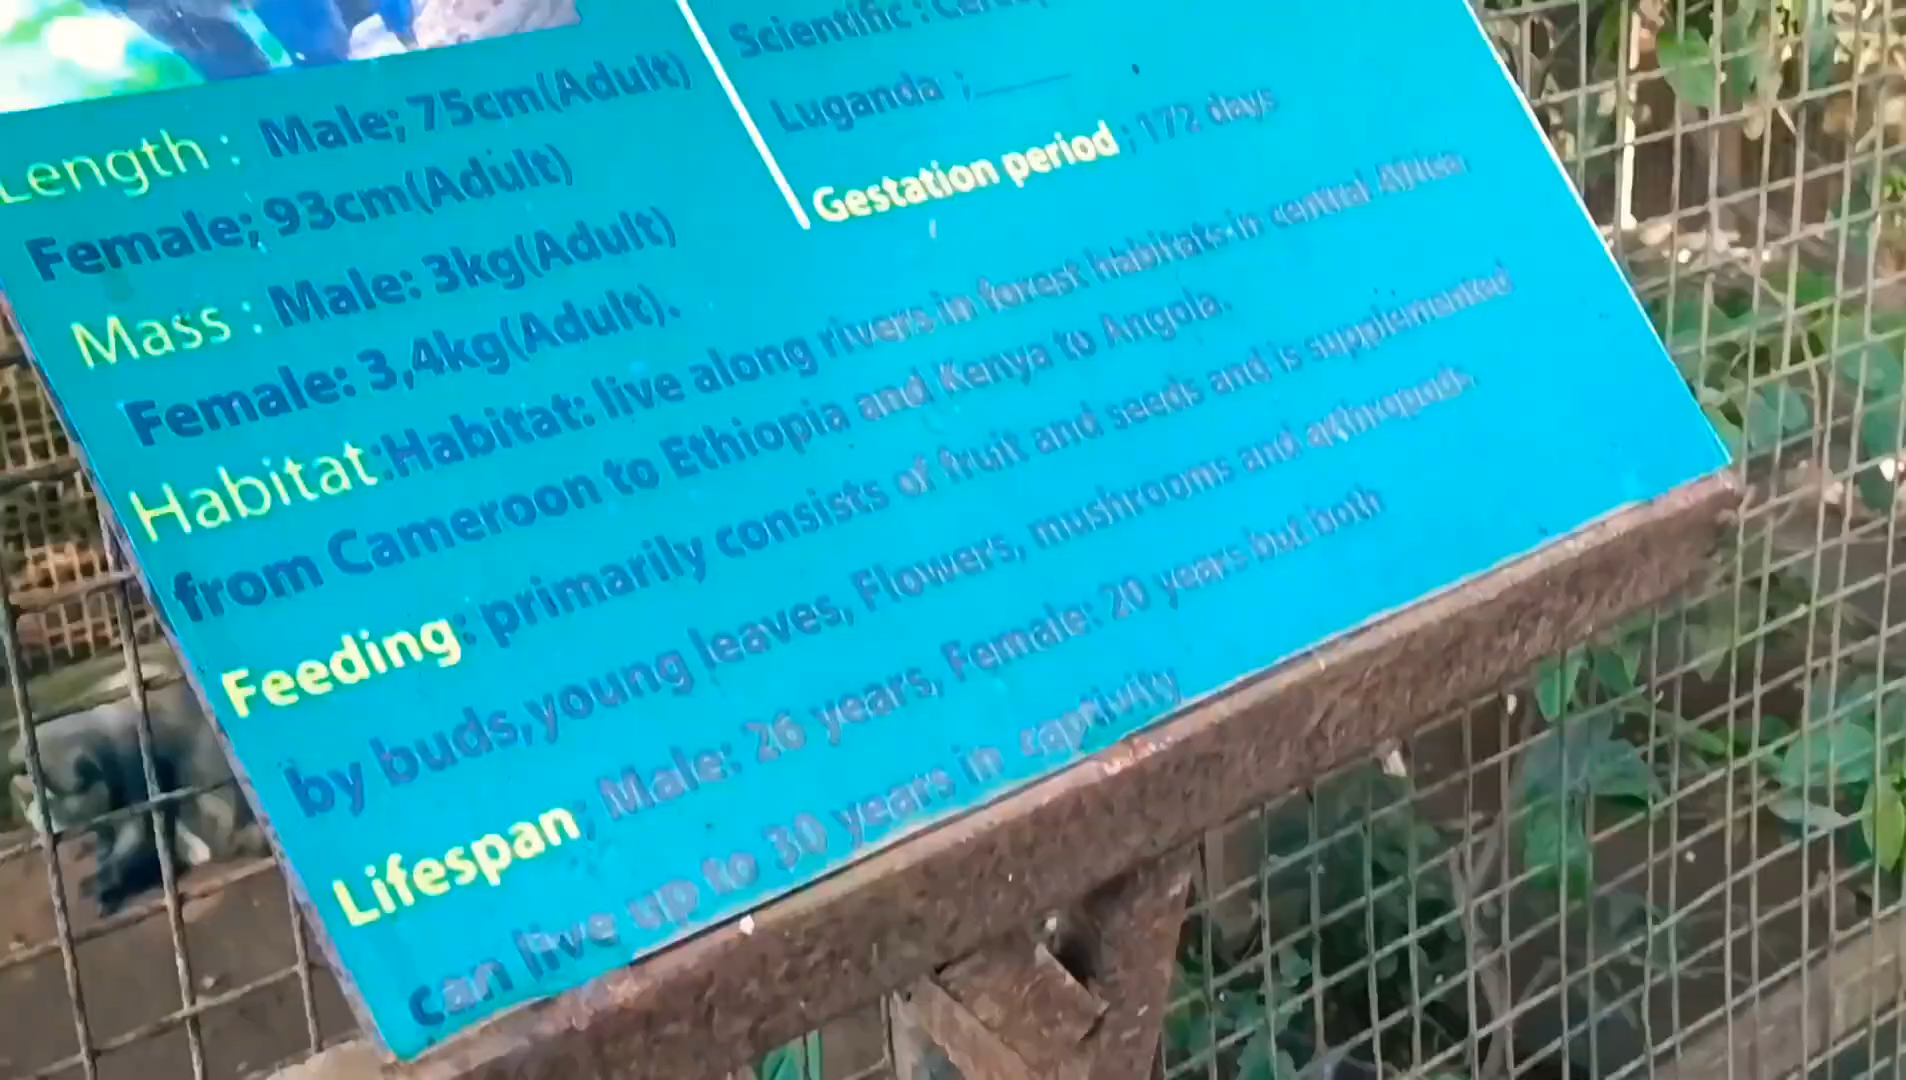 Length : Male; 75cm(Adult)
Female; 93cm(Adult)
Mass : Male: 3kg(Adult)
Female: 3,4kg(Adult).
Scientific :
Luganda ;
Gestation period ; 172 days
Habitat:Habitat: live along rivers in forest habitats in central Africa,
from Cameroon to Ethiopia and Kenya to Angola.
Feeding: primarily consists of fruit and seeds and is supplemented
by buds,young leaves, Flowers, mushrooms and arthropods.
Lifespan: Male: 26 years, Female: 20 years but both
can live up to 30 years in captivity